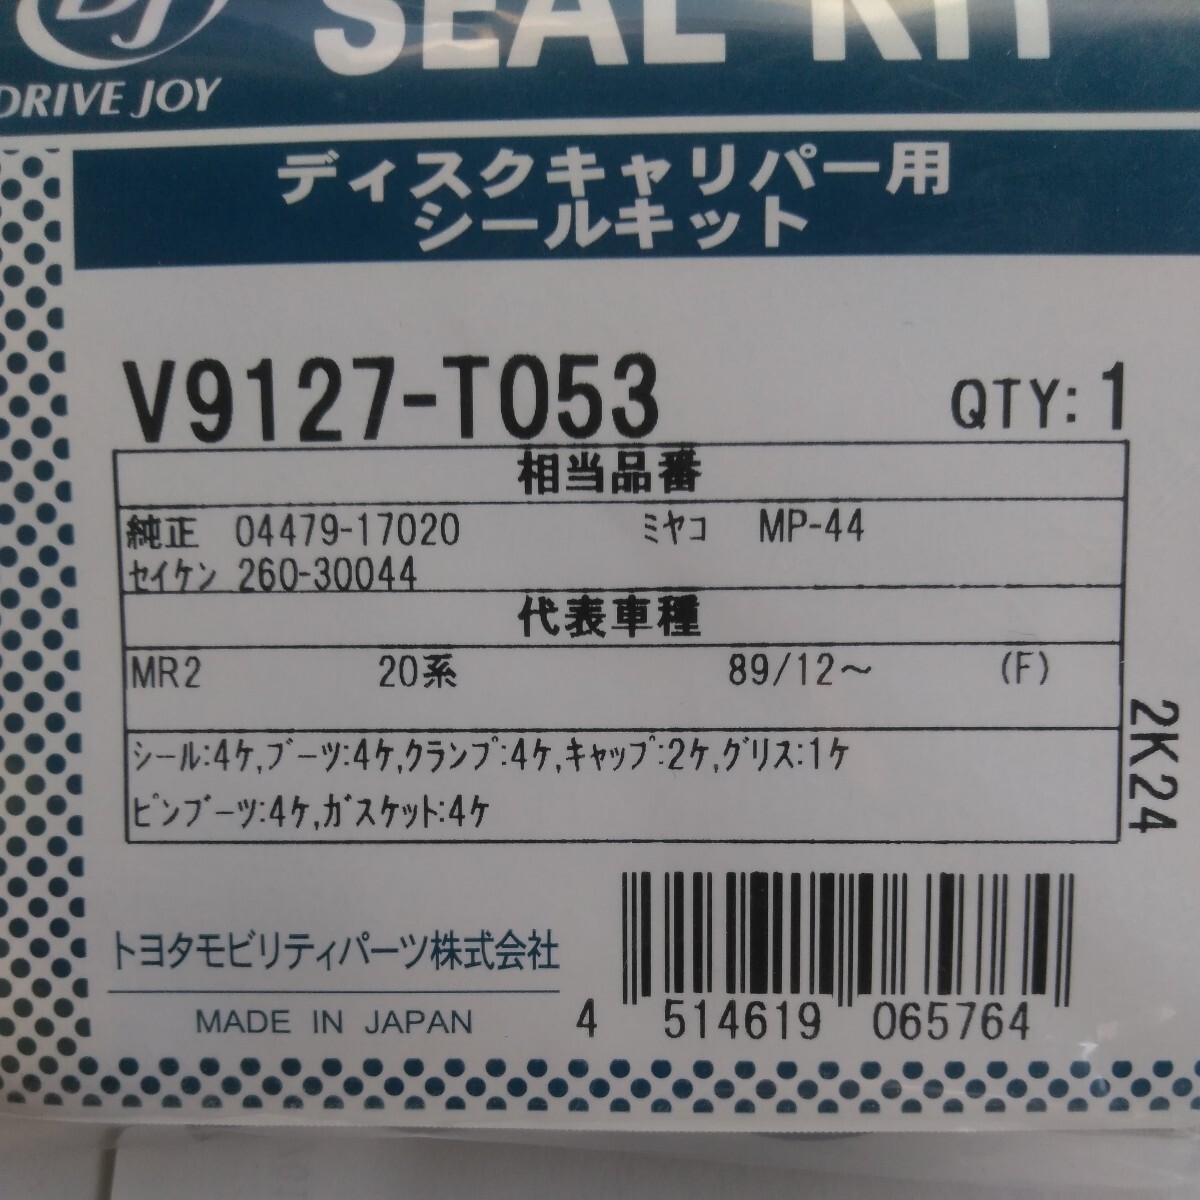 DJ
SEAL KIT
DRIVE JOY
ディスクキャリパー用
シールキット
V9127-T053 QTY: 1
相当品番
純正 04479-17020 ミヤコ MP-44
セイケン 260-30044
代表車種
MR2 20系 89/12～ (F)
シール:4ケ,ブーツ:4ケ,クランプ:4ケ,キャップ:2ケ,グリス:1ケ
ピンブーツ:4ケ,ガスケット:4ケ
2K24
トヨタモビリティパーツ株式会社
MADE IN JAPAN
4 514619 065764